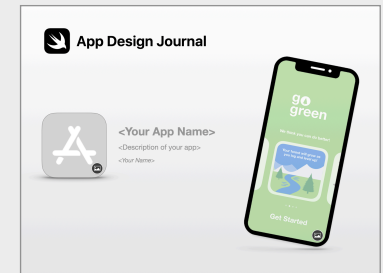 App Design Journal
<Your App Name>
<Description of your app>
<Your Name>
go
green
Get Started